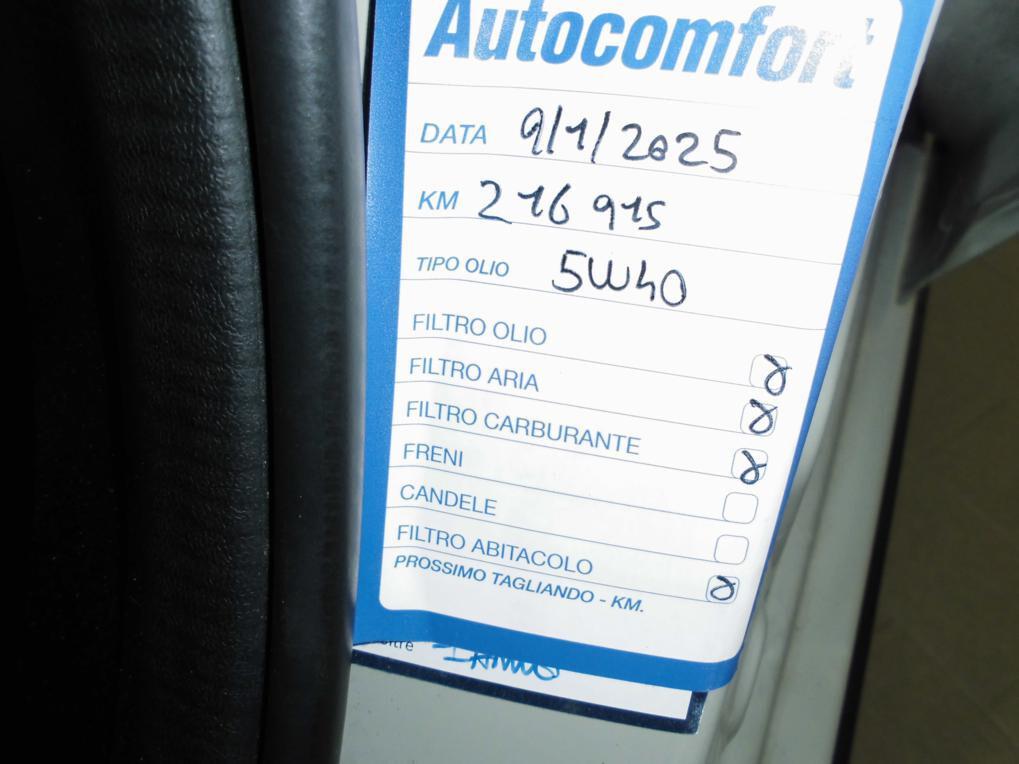 Autocomfort
DATA 9/1/2025
KM 216 915
TIPO OLIO 5W40
FILTRO OLIO
FILTRO ARIA
FILTRO CARBURANTE
FRENI
CANDELE
FILTRO ABITACOLO
PROSSIMO TAGLIANDO - KM.